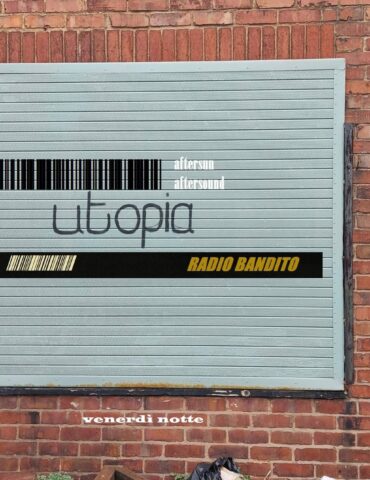 aftersun
aftersound
utopia
RADIO BANDITO
venerdì notte